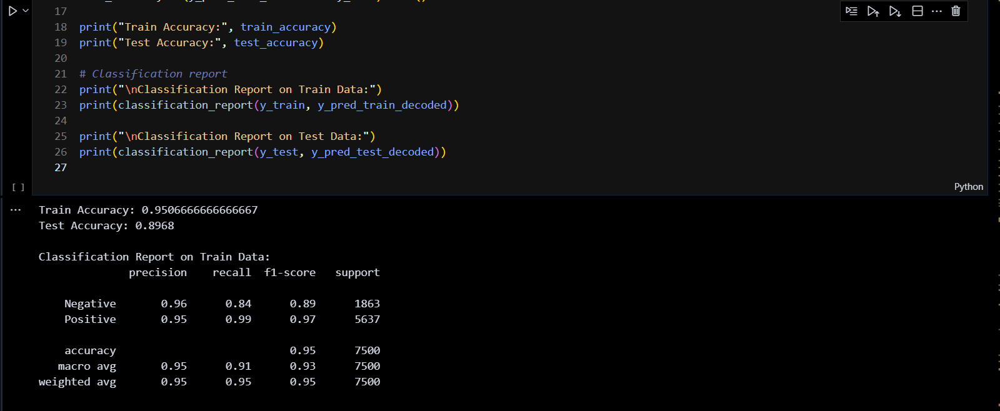 17
18 print("Train Accuracy:", train_accuracy)
19 print("Test Accuracy:", test_accuracy)
20
21 # Classification report
22 print("\nClassification Report on Train Data:")
23 print(classification_report(y_train, y_pred_train_decoded))
24
25 print("\nClassification Report on Test Data:")
26 print(classification_report(y_test, y_pred_test_decoded))
27
[ ]
Python
Train Accuracy: 0.9506666666666667
Test Accuracy: 0.8968
Classification Report on Train Data:
precision recall f1-score support
Negative 0.96 0.84 0.89 1863
Positive 0.95 0.99 0.97 5637
accuracy 0.95 7500
macro avg 0.95 0.91 0.93 7500
weighted avg 0.95 0.95 0.95 7500